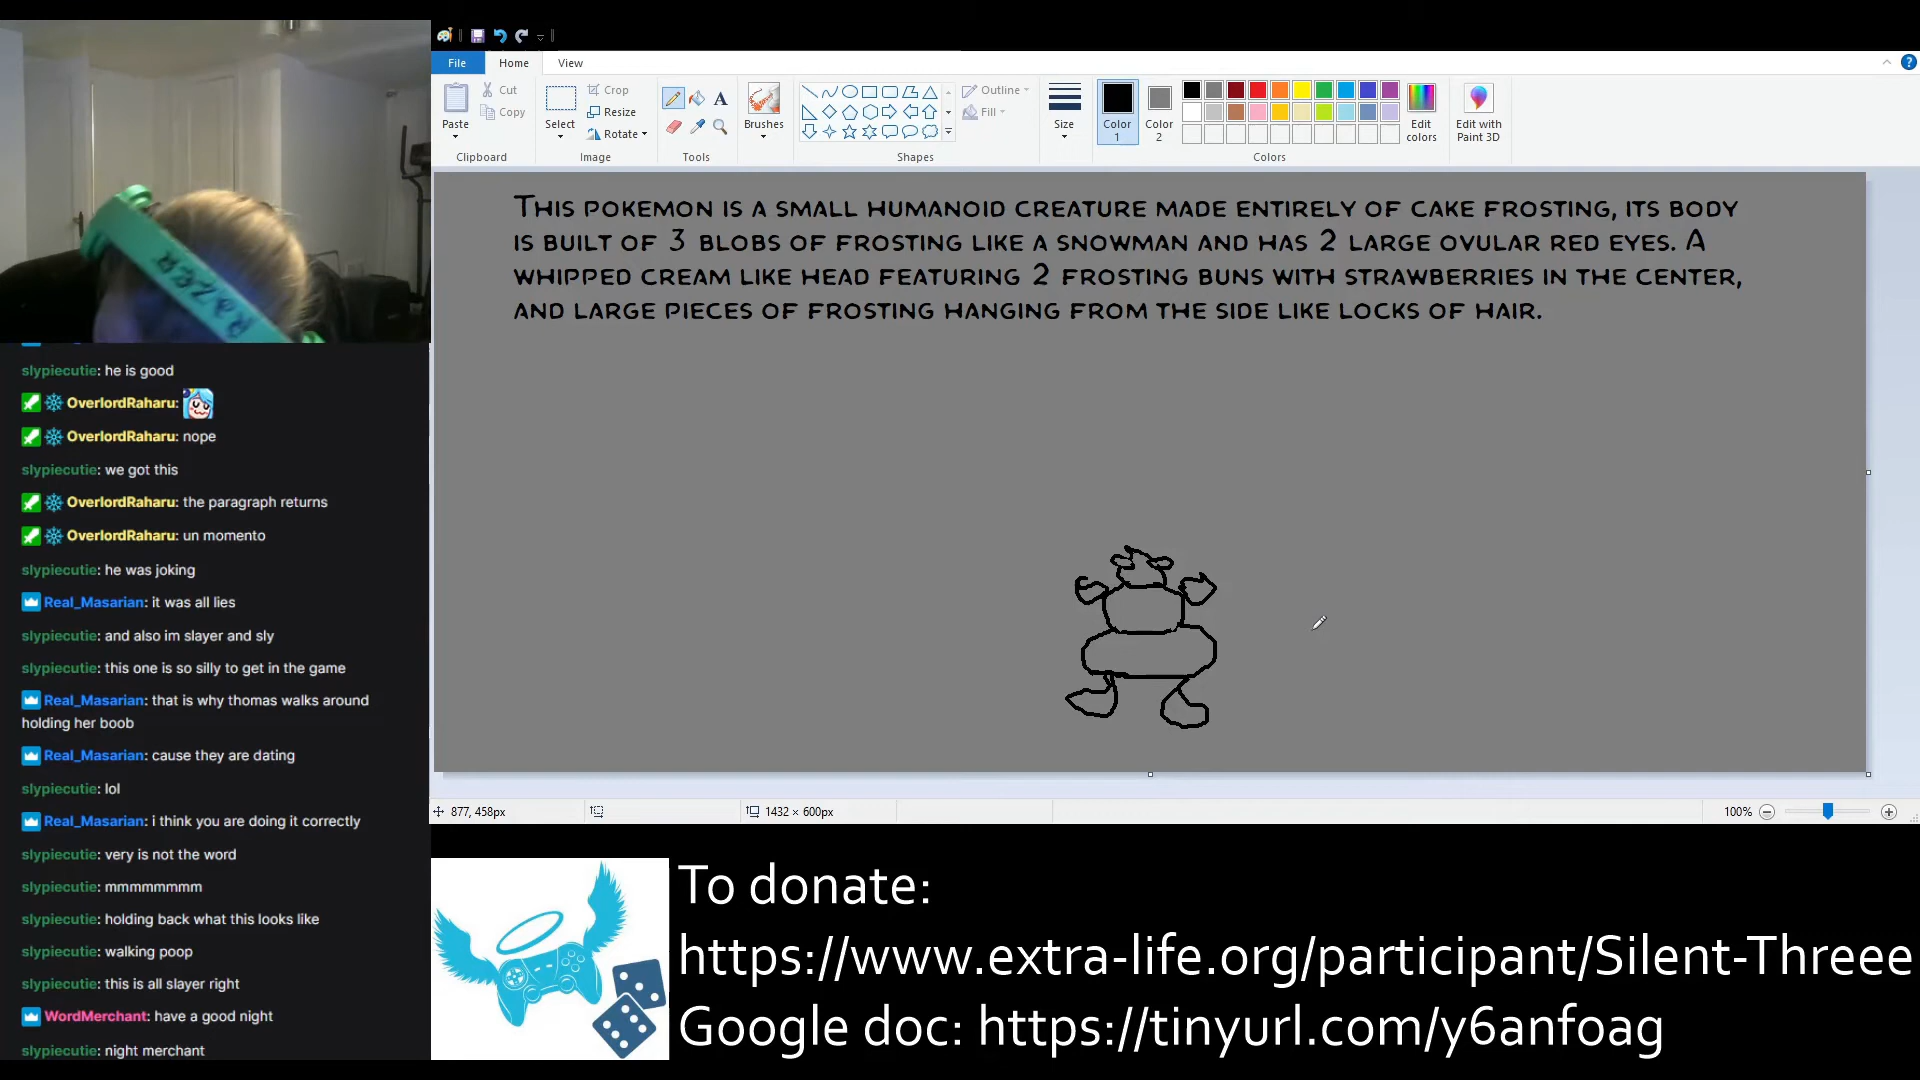 File Home View
Paste
Cut
Copy
Clipboard
Select
Crop
Resize
Rotate
Image
Tools
Brushes
Shapes
Outline
Fill
Size
Color
1
Color
2
Colors
Edit
colors
Edit with
Paint 3D
RAZER
THIS POKEMON IS A SMALL HUMANOID CREATURE MADE ENTIRELY OF CAKE FROSTING, ITS BODY
IS BUILT OF 3 BLOBS OF FROSTING LIKE A SNOWMAN AND HAS 2 LARGE OVULAR RED EYES. A
WHIPPED CREAM LIKE HEAD FEATURING 2 FROSTING BUNS WITH STRAWBERRIES IN THE CENTER,
AND LARGE PIECES OF FROSTING HANGING FROM THE SIDE LIKE LOCKS OF HAIR.
slypiecutie: he is good
OverlordRaharu:
OverlordRaharu: nope
slypiecutie: we got this
OverlordRaharu: the paragraph returns
OverlordRaharu: un momento
slypiecutie: he was joking
Real_Masarian: it was all lies
slypiecutie: and also im slayer and sly
slypiecutie: this one is so silly to get in the game
Real_Masarian: that is why thomas walks around
holding her boob
Real_Masarian: cause they are dating
slypiecutie: lol
Real_Masarian: i think you are doing it correctly
slypiecutie: very is not the word
slypiecutie: mmmmmmmm
slypiecutie: holding back what this looks like
slypiecutie: walking poop
slypiecutie: this is all slayer right
WordMerchant: have a good night
slypiecutie: night merchant
877, 458px
1432 × 600px
100%
To donate:
https://www.extra-life.org/participant/Silent-Threee
Google doc: https://tinyurl.com/y6anfoag